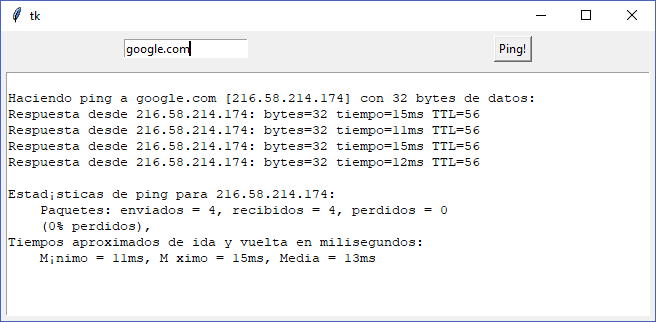 tk
google.com
Ping!
Haciendo ping a google.com [216.58.214.174] con 32 bytes de datos:
Respuesta desde 216.58.214.174: bytes=32 tiempo=15ms TTL=56
Respuesta desde 216.58.214.174: bytes=32 tiempo=11ms TTL=56
Respuesta desde 216.58.214.174: bytes=32 tiempo=15ms TTL=56
Respuesta desde 216.58.214.174: bytes=32 tiempo=12ms TTL=56
Estad¡sticas de ping para 216.58.214.174:
Paquetes: enviados = 4, recibidos = 4, perdidos = 0
(0% perdidos),
Tiempos aproximados de ida y vuelta en milisegundos:
M¡nimo = 11ms, M ximo = 15ms, Media = 13ms